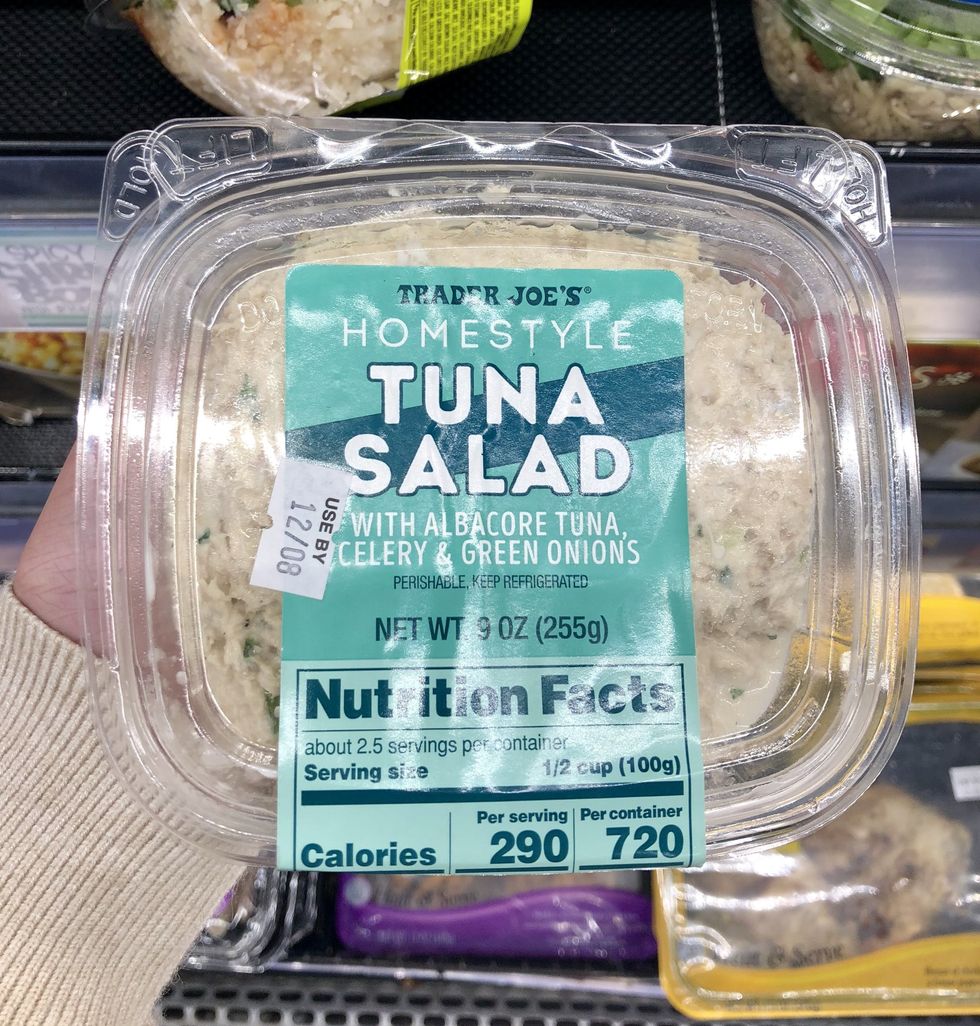 LIFT
HOLD
LIFT
HOLD
TRADER JOE'S®
HOMESTYLE
TUNA
SALAD
WITH ALBACORE TUNA,
CELERY & GREEN ONIONS
PERISHABLE, KEEP REFRIGERATED
NET WT. 9 OZ (255g)
USE BY
12/08
Nutrition Facts
about 2.5 servings per container
Serving size 1/2 cup (100g)
Per serving Per container
Calories 290 720